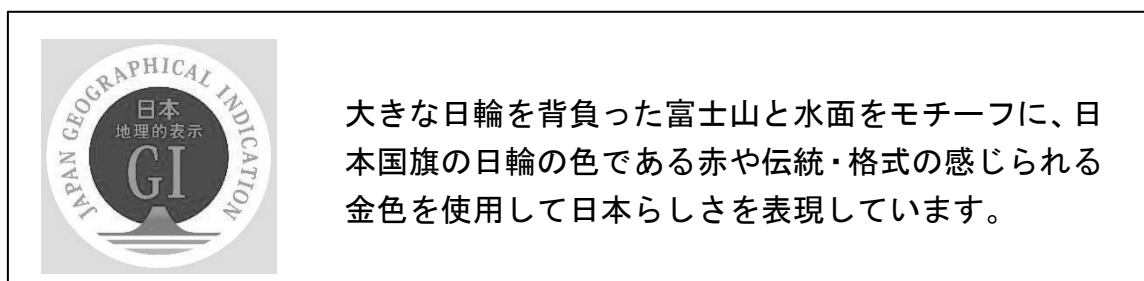 JAPAN GEOGRAPHICAL INDICATION
日本
地理的表示
GI
大きな日輪を背負った富士山と水面をモチーフに、日
本国旗の日輪の色である赤や伝統・格式の感じられる
金色を使用して日本らしさを表現しています。